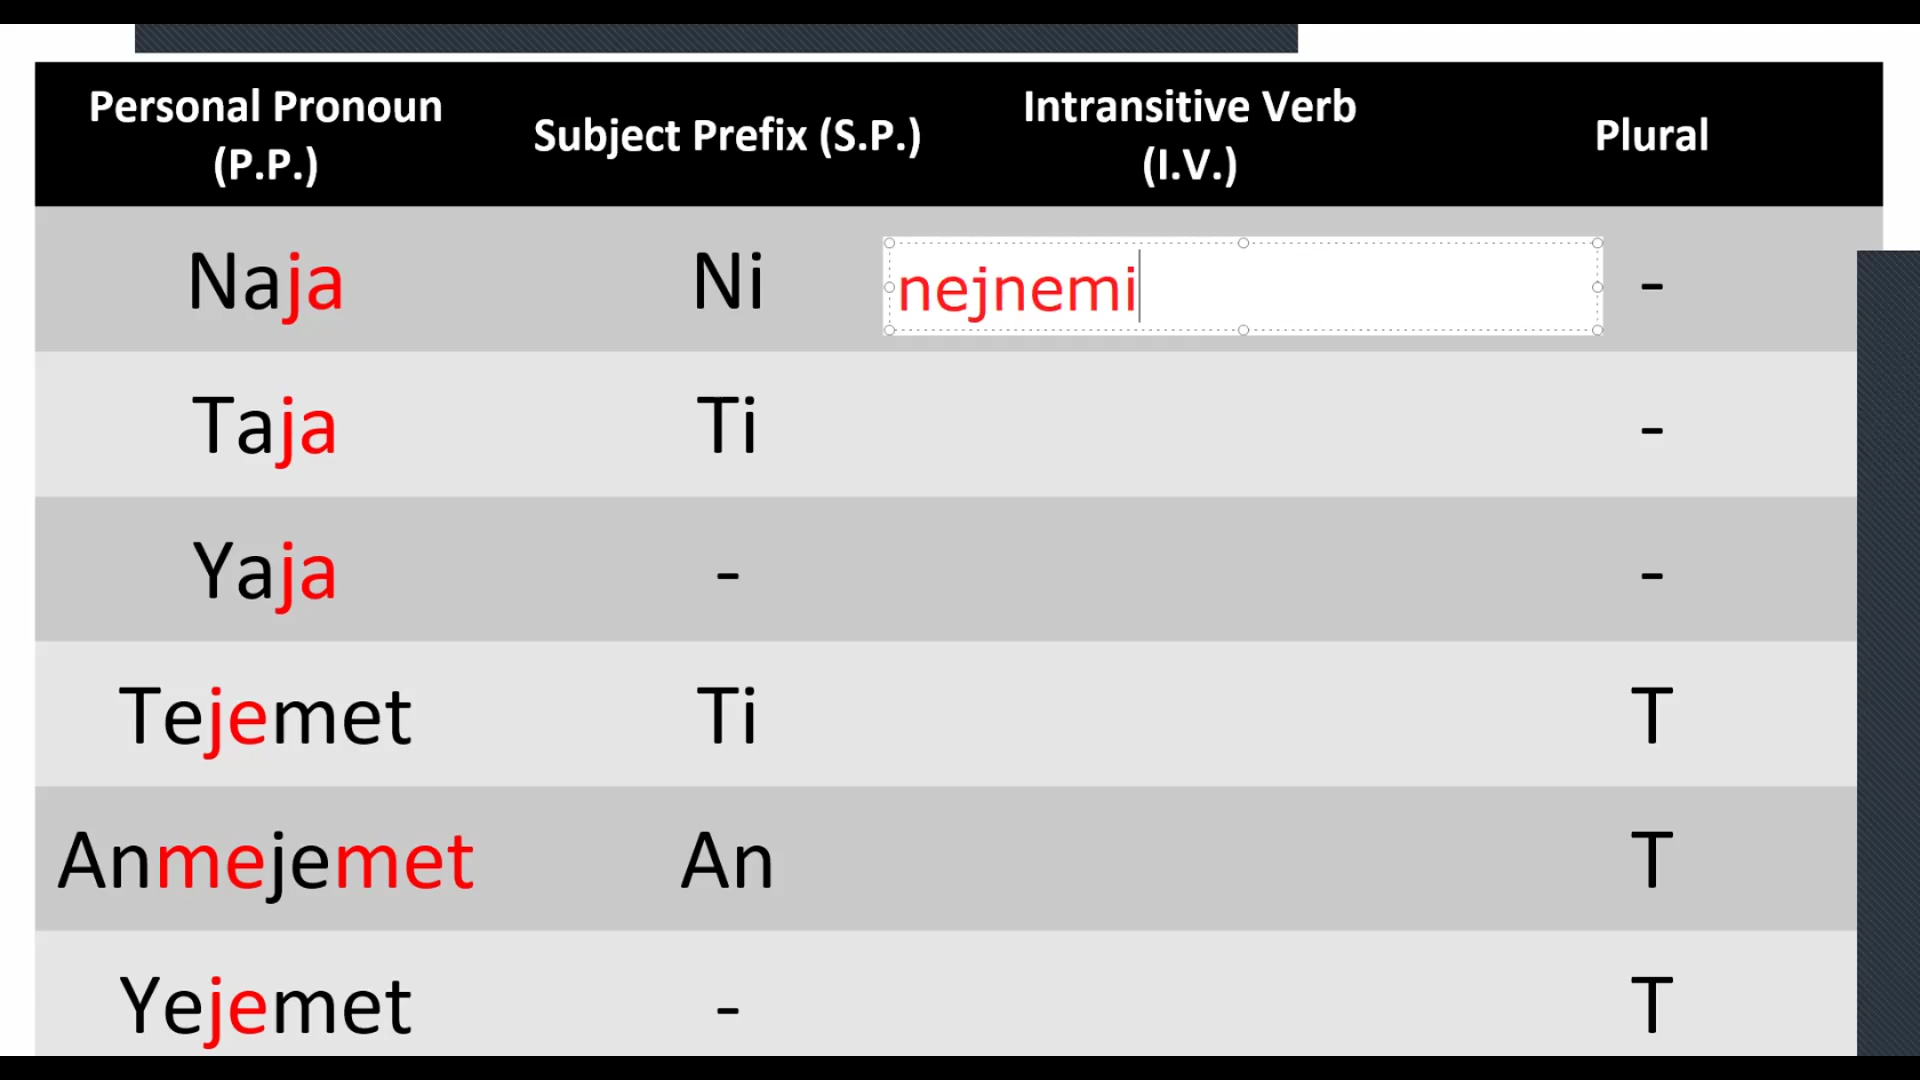 Personal Pronoun (P.P.) Subject Prefix (S.P.) Intransitive Verb (I.V.) Plural
Naja Ni nejnemi -
Taja Ti -
Yaja - -
Tejemet Ti T
Anmejemet An T
Yejemet - T